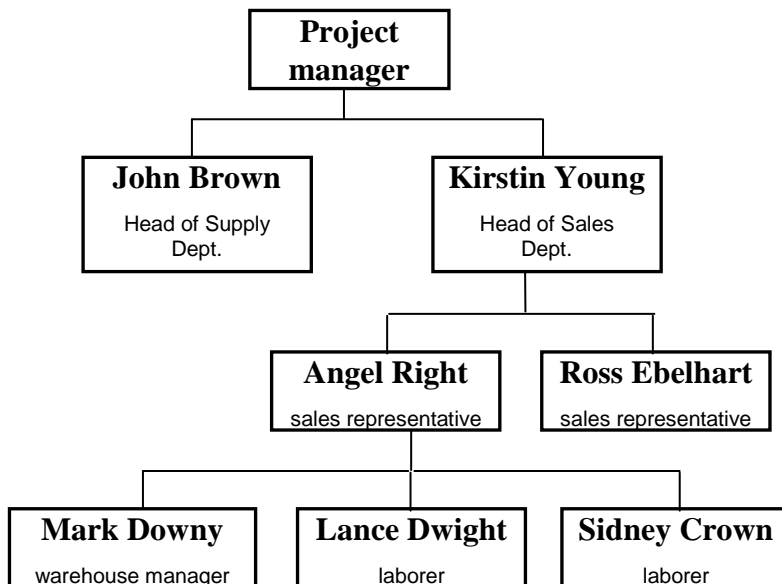 Project
manager
John Brown
Head of Supply
Dept.
Kirstin Young
Head of Sales
Dept.
Angel Right
sales representative
Ross Ebelhart
sales representative
Mark Downy
warehouse manager
Lance Dwight
laborer
Sidney Crown
laborer